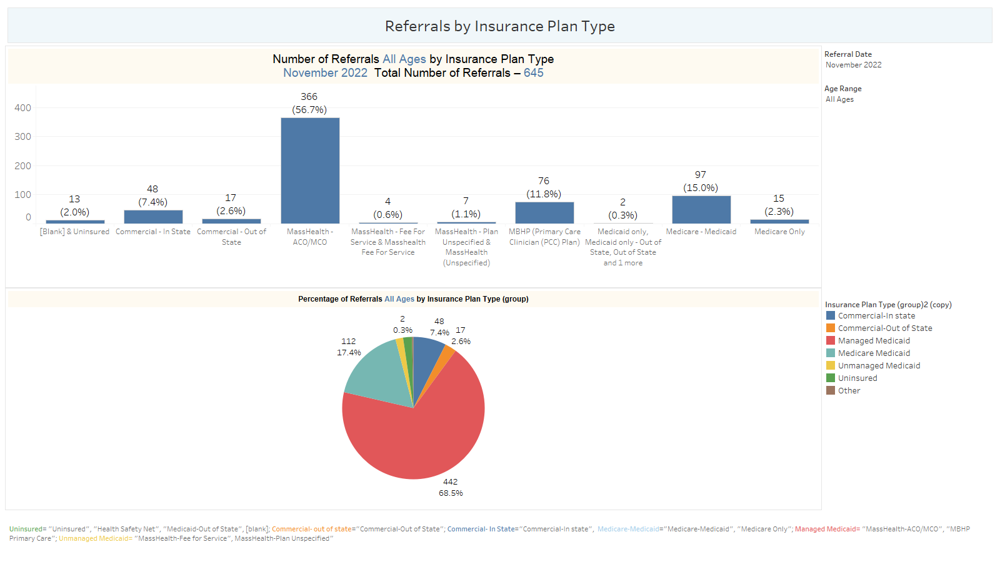 Referrals by Insurance Plan Type
Number of Referrals All Ages by Insurance Plan Type
November 2022 Total Number of Referrals – 645
Referral Date
November 2022
Age Range
All Ages
400
300
200
100
0
13
(2.0%)
48
(7.4%)
17
(2.6%)
366
(56.7%)
4
(0.6%)
7
(1.1%)
76
(11.8%)
2
(0.3%)
97
(15.0%)
15
(2.3%)
[Blank] & Uninsured
Commercial - In State
Commercial - Out of
State
MassHealth -
ACO/MCO
MassHealth - Fee For
Service & Masshealth
Fee For Service
MassHealth - Plan
Unspecified &
MassHealth
(Unspecified)
MBHP (Primary Care
Clinician (PCC) Plan)
Medicaid only,
Medicaid only - Out of
State, Out of State
and 1 more
Medicare - Medicaid
Medicare Only
Percentage of Referrals All Ages by Insurance Plan Type (group)
2
0.3%
48
7.4%
17
2.6%
112
17.4%
442
68.5%
Insurance Plan Type (group)2 (copy)
Commercial-In state
Commercial-Out of State
Managed Medicaid
Medicare Medicaid
Unmanaged Medicaid
Uninsured
Other
Uninsured= "Uninsured", "Health Safety Net", "Medicaid-Out of State", [blank]; Commercial- out of state="Commercial-Out of State"; Commercial- In State="Commercial-In state", Medicare-Medicaid="Medicare-Medicaid", "Medicare Only"; Managed Medicaid= "MassHealth-ACO/MCO", "MBHP
Primary Care"; Unmanaged Medicaid= "MassHealth-Fee for Service", MassHealth-Plan Unspecified"